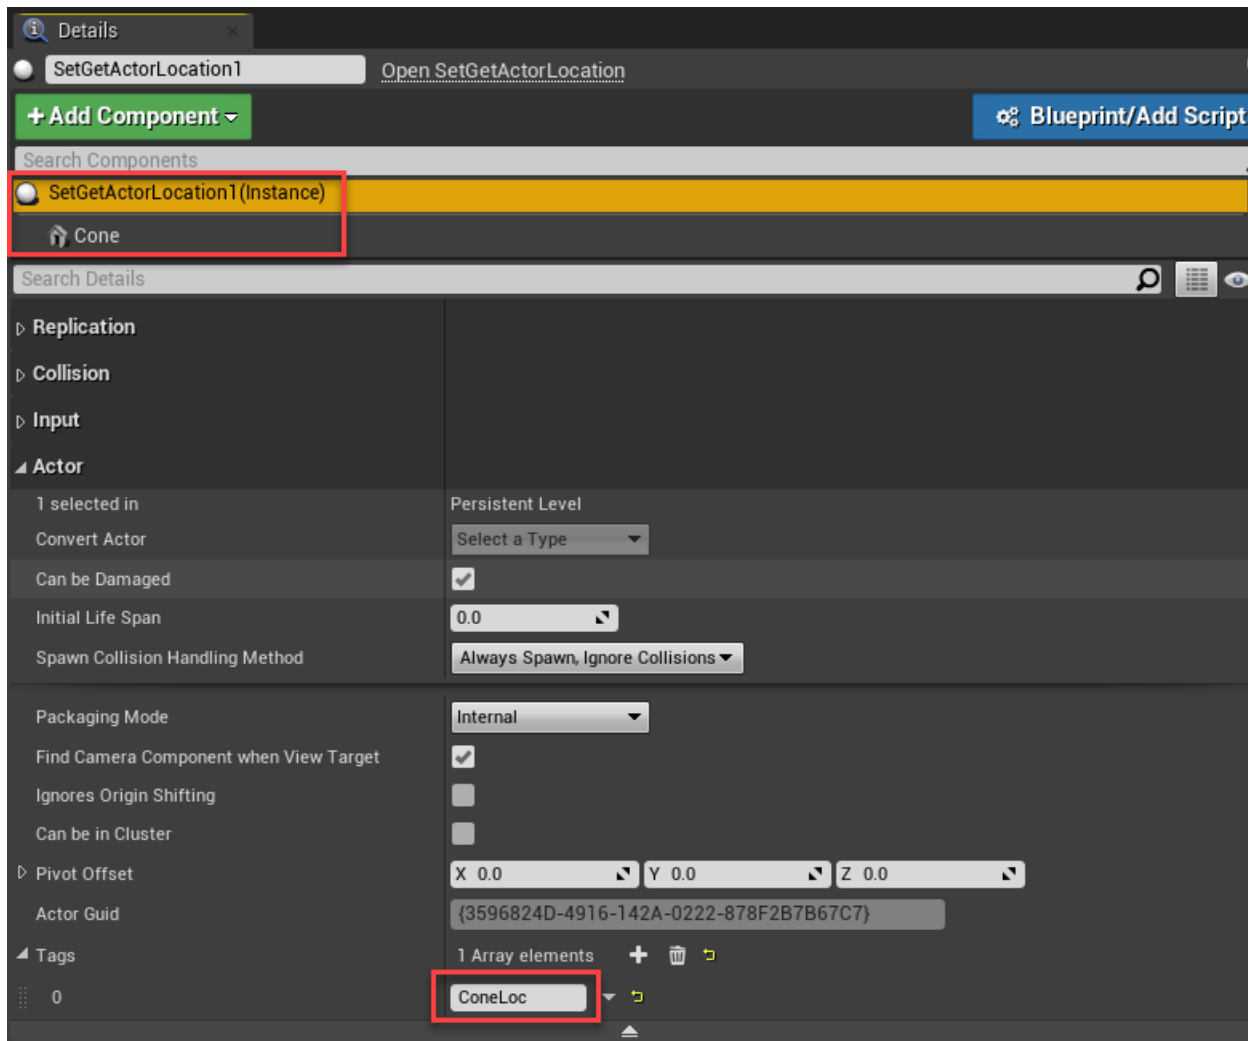 Details
SetGetActorLocation1 Open SetGetActorLocation
+ Add Component Blueprint/Add Script
Search Components
SetGetActorLocation1(Instance)
Cone
Search Details
Replication
Collision
Input
Actor
1 selected in Persistent Level
Convert Actor Select a Type
Can be Damaged
Initial Life Span 0.0
Spawn Collision Handling Method Always Spawn, Ignore Collisions
Packaging Mode Internal
Find Camera Component when View Target
Ignores Origin Shifting
Can be in Cluster
Pivot Offset X 0.0 Y 0.0 Z 0.0
Actor Guid {3596824D-4916-142A-0222-878F2B7B67C7}
Tags 1 Array elements
0 ConeLoc